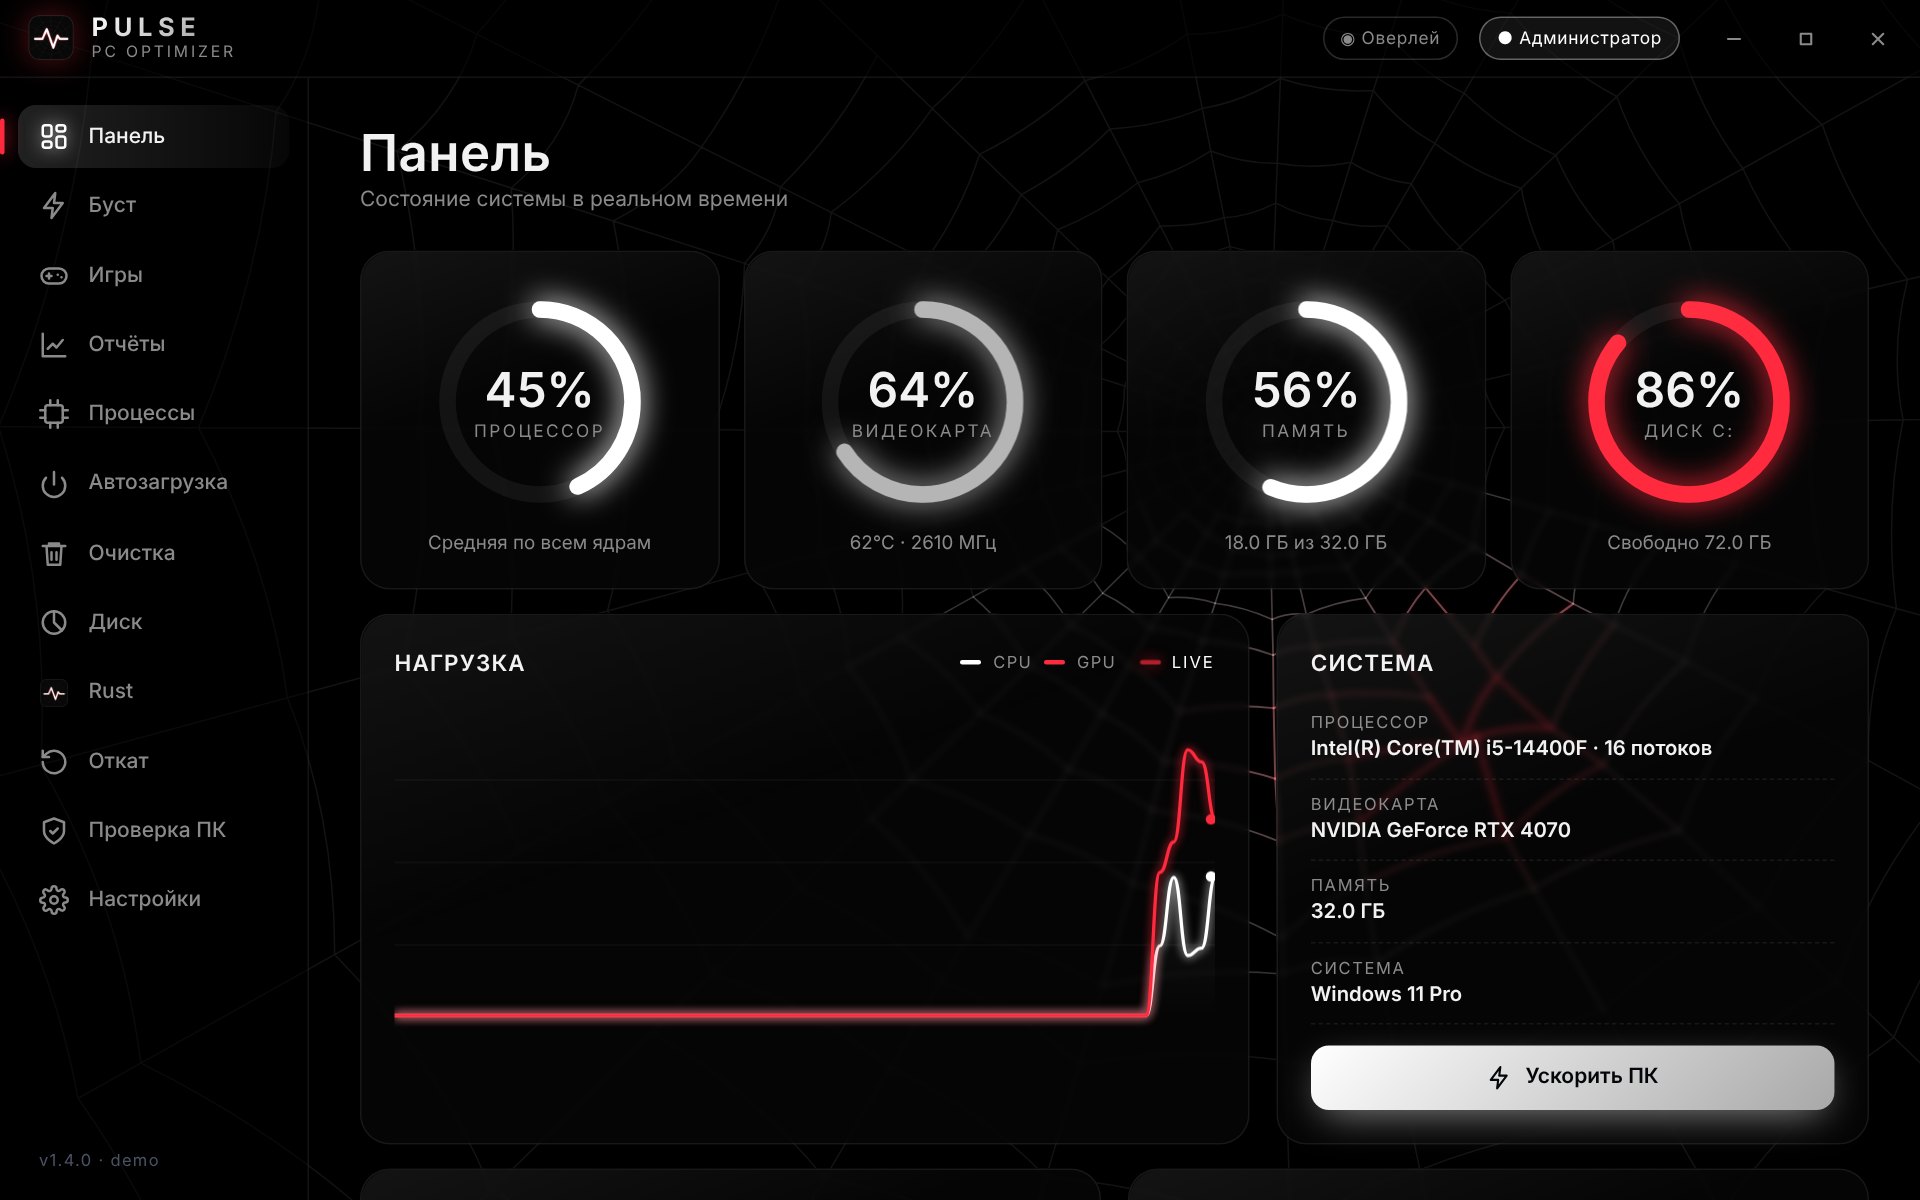 PULSE
PC OPTIMIZER
Оверлей
Администратор
Панель
Буст
Игры
Отчёты
Процессы
Автозагрузка
Очистка
Диск
Rust
Откат
Проверка ПК
Настройки
v1.4.0 · demo
Панель
Состояние системы в реальном времени
45%
ПРОЦЕССОР
Средняя по всем ядрам
64%
ВИДЕОКАРТА
62°C · 2610 МГц
56%
ПАМЯТЬ
18.0 ГБ из 32.0 ГБ
86%
ДИСК C:
Свободно 72.0 ГБ
НАГРУЗКА
CPU GPU LIVE
СИСТЕМА
ПРОЦЕССОР
Intel(R) Core(TM) i5-14400F · 16 потоков
ВИДЕОКАРТА
NVIDIA GeForce RTX 4070
ПАМЯТЬ
32.0 ГБ
СИСТЕМА
Windows 11 Pro
Ускорить ПК